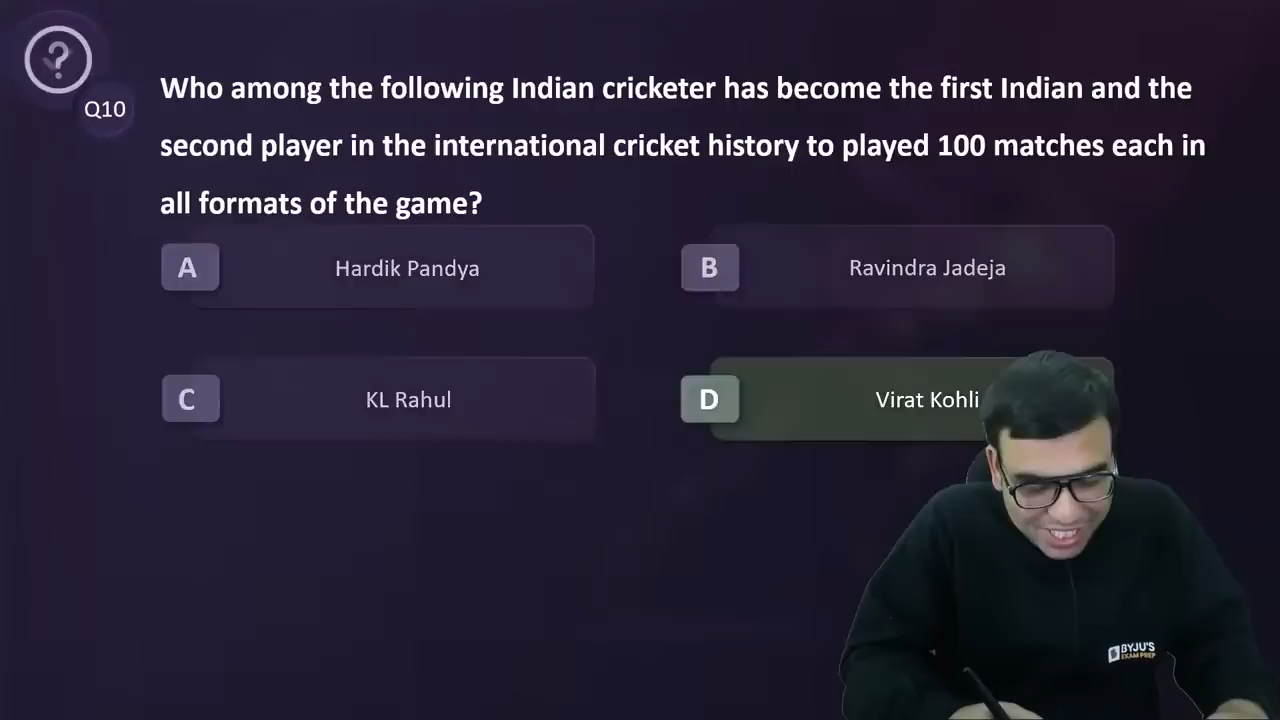 ?
Q10
Who among the following Indian cricketer has become the first Indian and the
second player in the international cricket history to played 100 matches each in
all formats of the game?
A
Hardik Pandya
B
Ravindra Jadeja
C
KL Rahul
D
Virat Kohli
BYJU'S
EXAM PREP